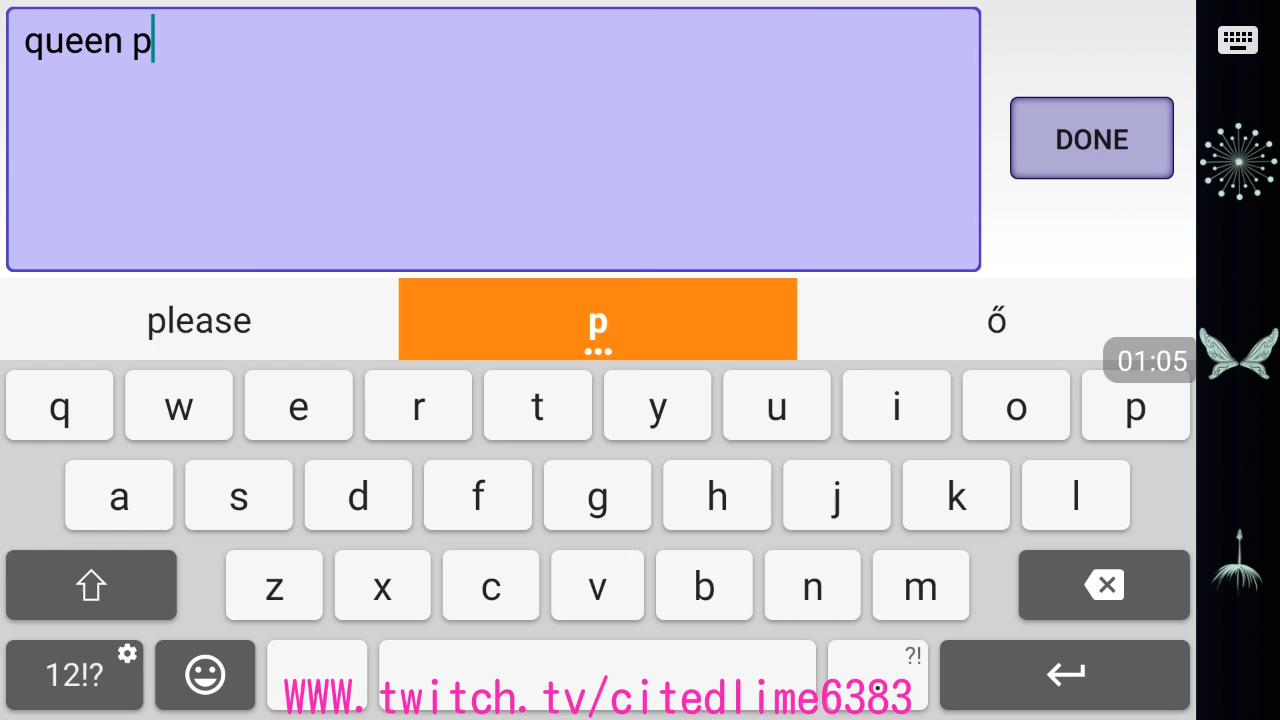 queen p
DONE
please p ő
01:05
q w e r t y u i o p
a s d f g h j k l
z x c v b n m
12!? . ?!
WWW.twitch.tv/citedlime6383